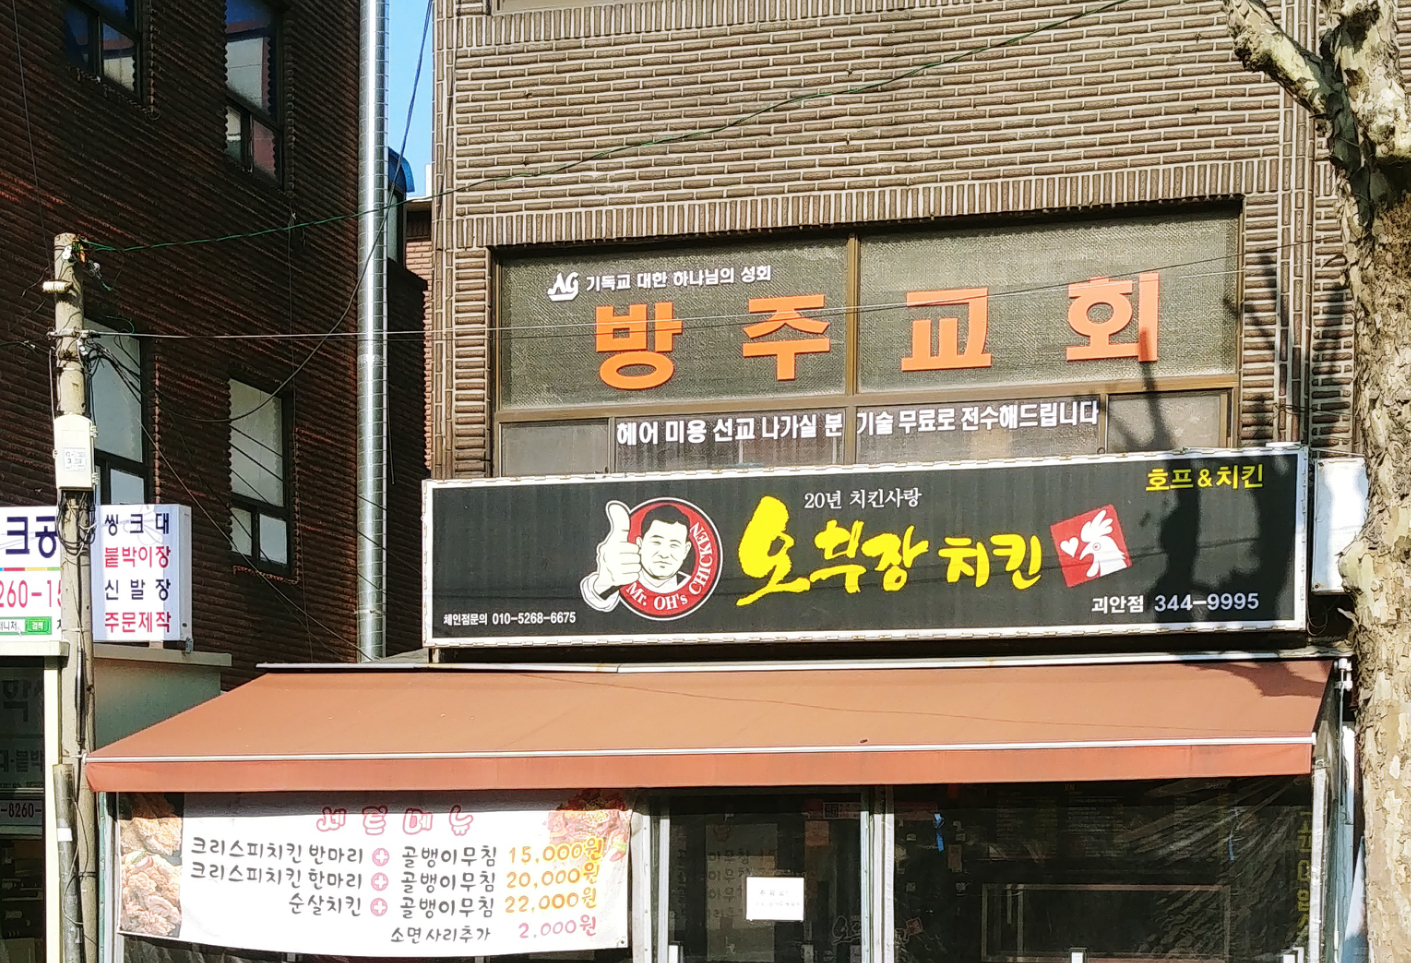 AG 기독교 대한 하나님의 성회
방주교회
헤어 미용 선교 나가실 분 기술 무료로 전수해드립니다
호프&치킨
20년 치킨사랑
오부장 치킨
Mr. OH's CHICKEN
체인점문의 010-5268-6675
괴안점 344-9995
씽크대
붙박이장
신발장
주문제작
세트메뉴
크리스피치킨 반마리 + 골뱅이무침 15,000원
크리스피치킨 한마리 + 골뱅이무침 20,000원
순살치킨 + 골뱅이무침 22,000원
소면사리추가 2,000원